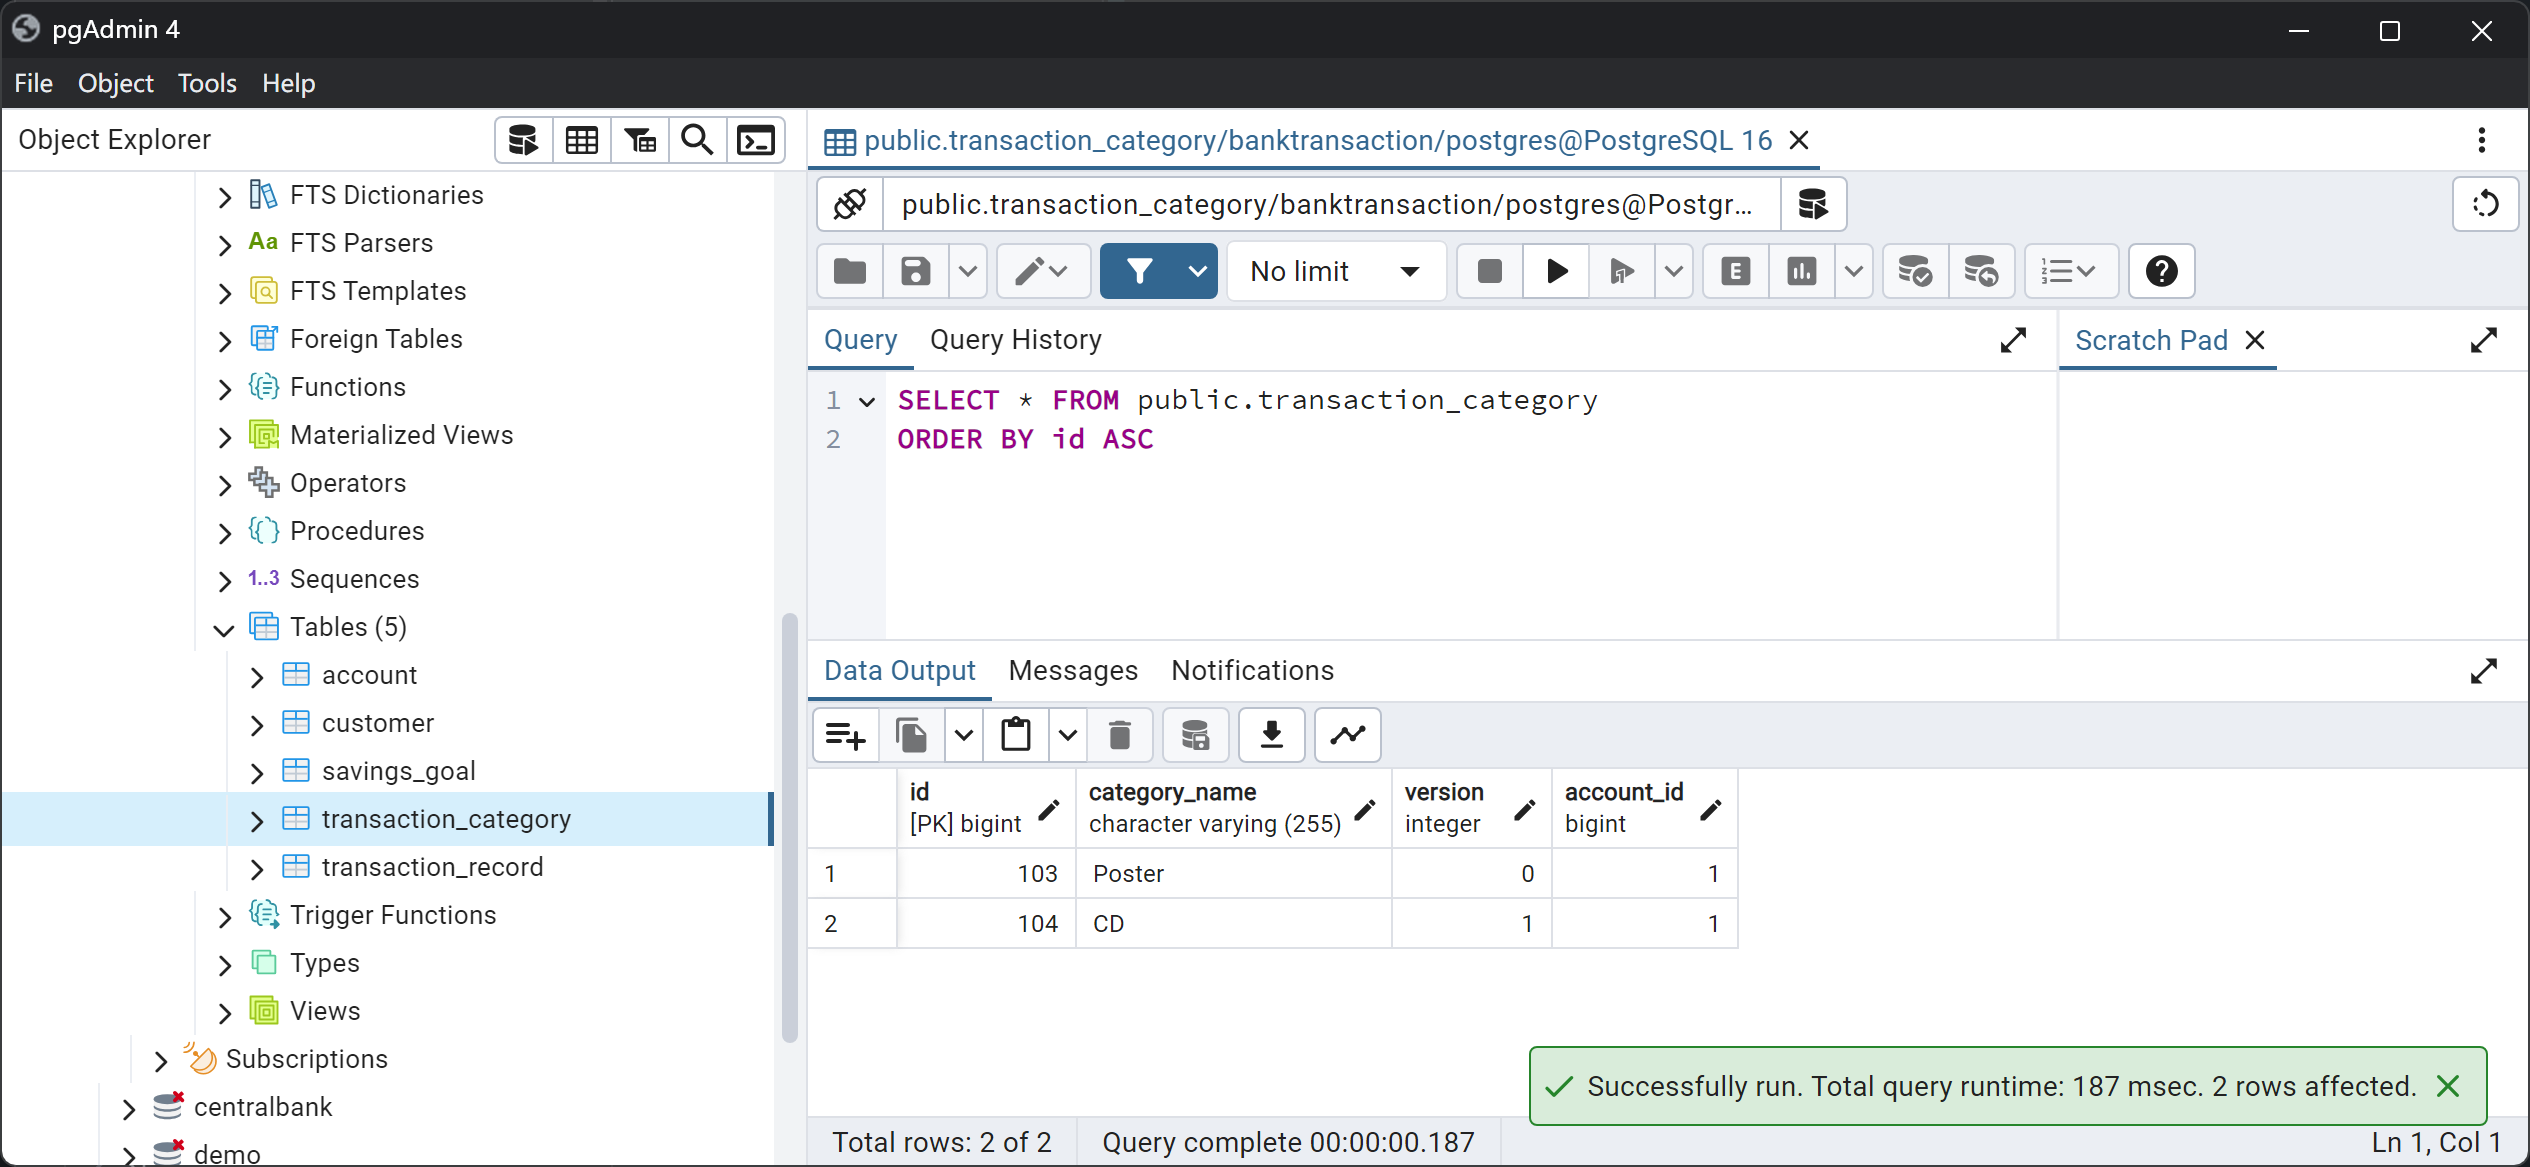 pgAdmin 4
File Object Tools Help
Object Explorer
FTS Dictionaries
Aa FTS Parsers
FTS Templates
Foreign Tables
Functions
Materialized Views
Operators
Procedures
1..3 Sequences
Tables (5)
account
customer
savings_goal
transaction_category
transaction_record
Trigger Functions
Types
Views
Subscriptions
centralbank
demo
public.transaction_category/banktransaction/postgres@PostgreSQL 16
public.transaction_category/banktransaction/postgres@Postgr...
No limit
E
Query Query History
Scratch Pad
1 SELECT * FROM public.transaction_category
2 ORDER BY id ASC
Data Output Messages Notifications
id category_name version account_id
[PK] bigint character varying (255) integer bigint
1 103 Poster 0 1
2 104 CD 1 1
Successfully run. Total query runtime: 187 msec. 2 rows affected.
Total rows: 2 of 2 Query complete 00:00:00.187 Ln 1, Col 1